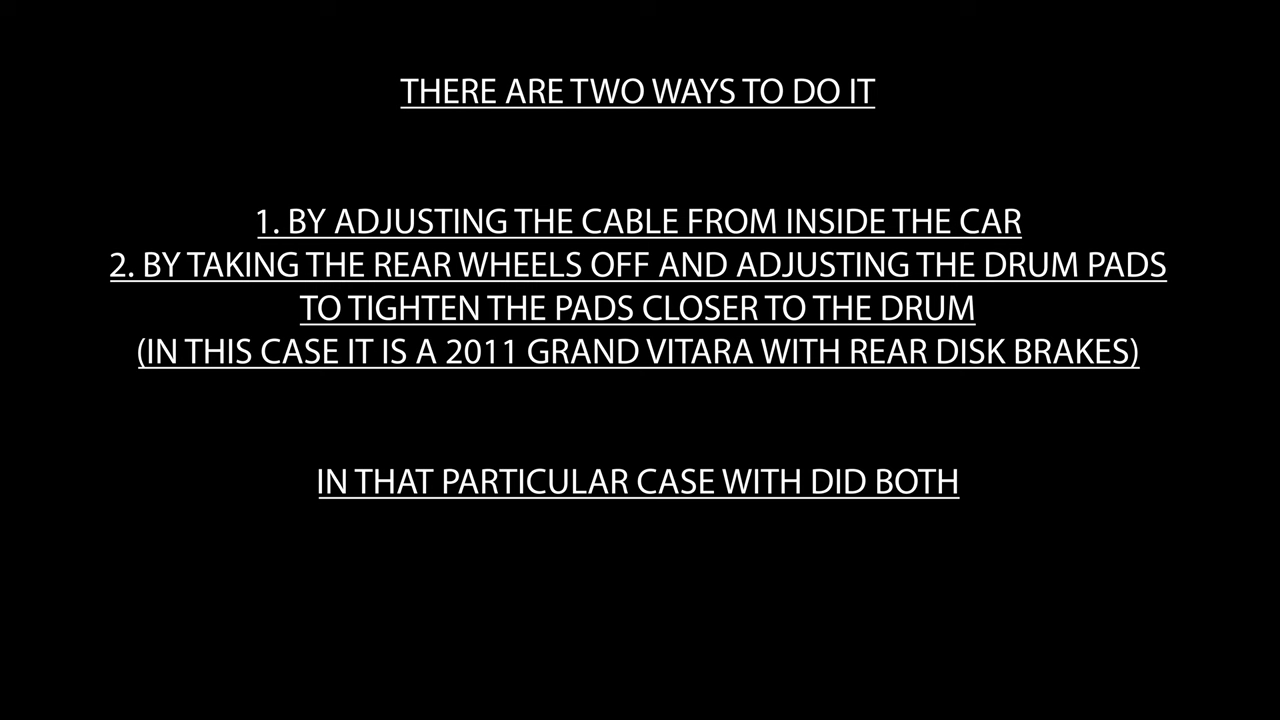 THERE ARE TWO WAYS TO DO IT
1. BY ADJUSTING THE CABLE FROM INSIDE THE CAR
2. BY TAKING THE REAR WHEELS OFF AND ADJUSTING THE DRUM PADS
TO TIGHTEN THE PADS CLOSER TO THE DRUM
(IN THIS CASE IT IS A 2011 GRAND VITARA WITH REAR DISK BRAKES)
IN THAT PARTICULAR CASE WITH DID BOTH